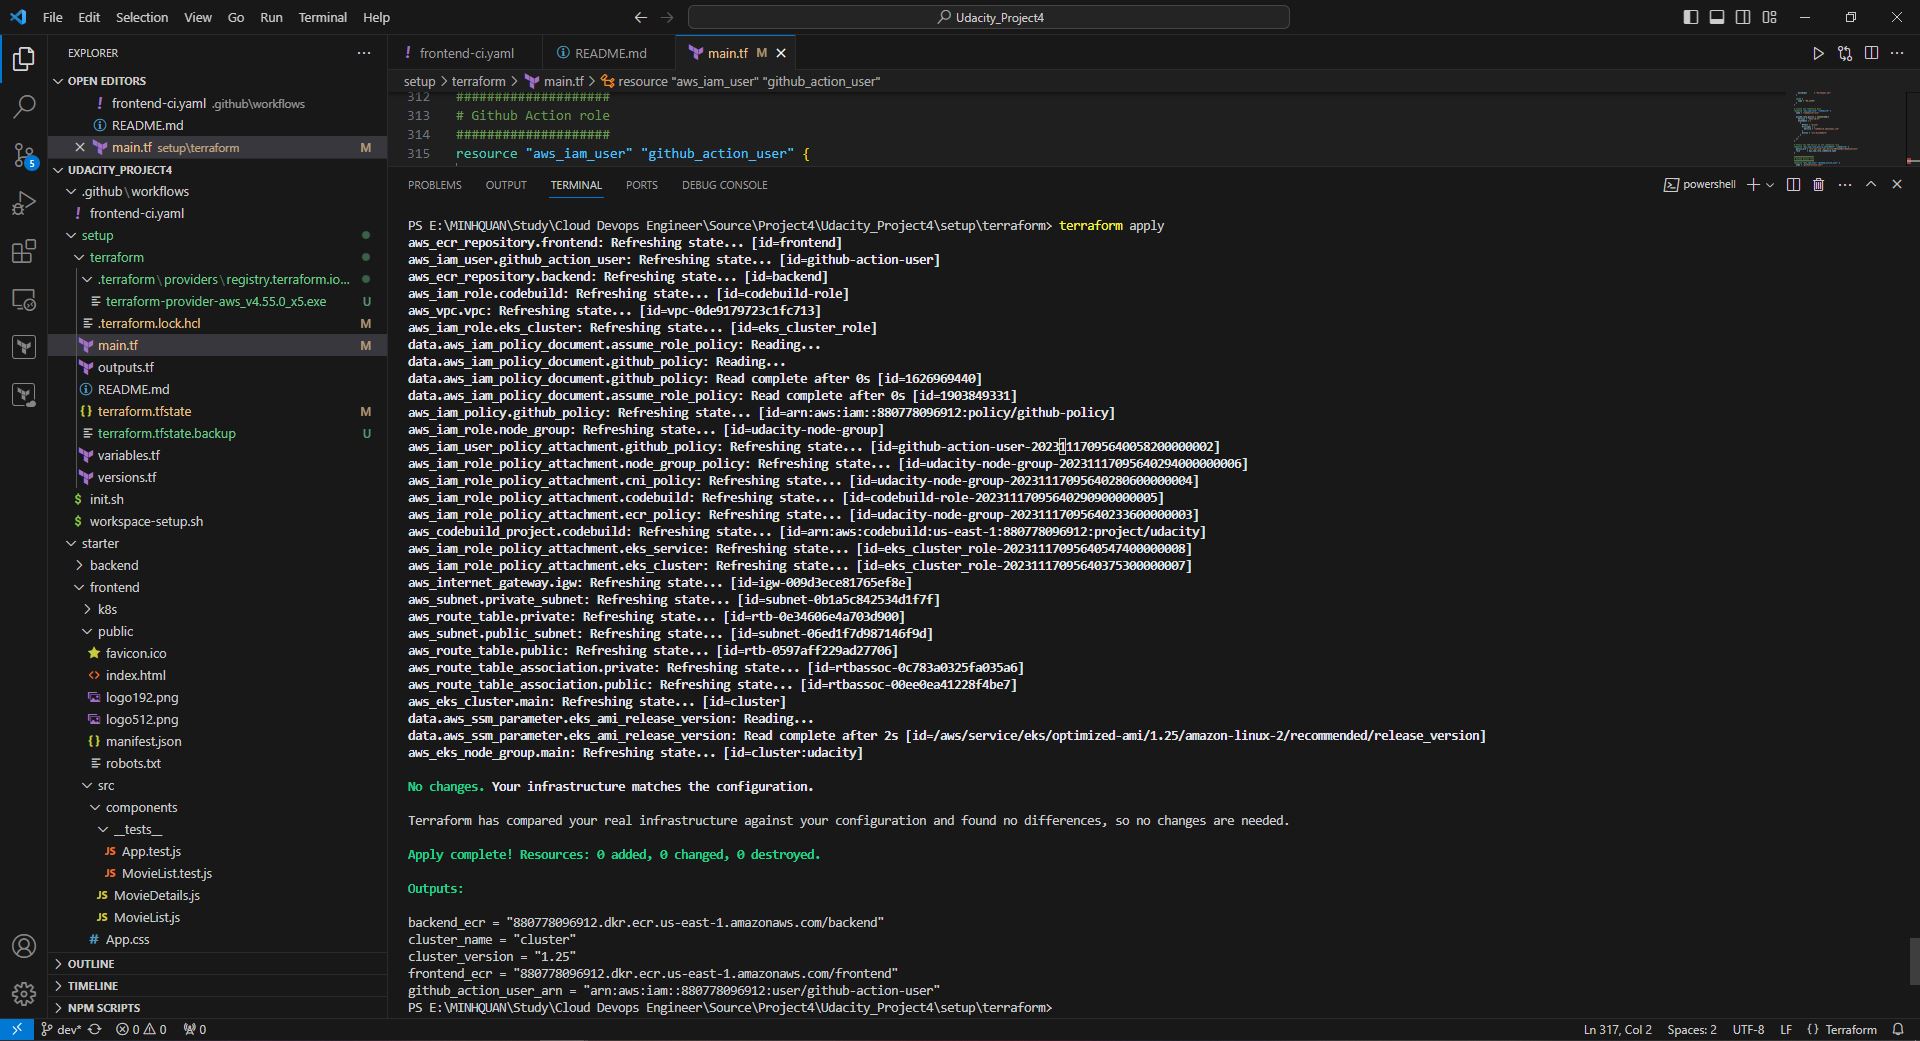 File Edit Selection View Go Run Terminal Help
Udacity_Project4
EXPLORER
OPEN EDITORS
frontend-ci.yaml .github\workflows
README.md
main.tf setup\terraform M
UDACITY_PROJECT4
.github\workflows
frontend-ci.yaml
setup
terraform
.terraform\providers\registry.terraform.io...
terraform-provider-aws_v4.55.0_x5.exe U
.terraform.lock.hcl M
main.tf M
outputs.tf
README.md
terraform.tfstate M
terraform.tfstate.backup U
variables.tf
versions.tf
init.sh
workspace-setup.sh
starter
backend
frontend
k8s
public
favicon.ico
index.html
logo192.png
logo512.png
manifest.json
robots.txt
src
components
__tests__
App.test.js
MovieList.test.js
MovieDetails.js
MovieList.js
App.css
OUTLINE
TIMELINE
NPM SCRIPTS
frontend-ci.yaml README.md main.tf M
setup > terraform > main.tf > resource "aws_iam_user" "github_action_user"
312 ####################
313 # Github Action role
314 ####################
315 resource "aws_iam_user" "github_action_user" {
PROBLEMS OUTPUT TERMINAL PORTS DEBUG CONSOLE
powershell
PS E:\MINHQUAN\Study\Cloud Devops Engineer\Source\Project4\Udacity_Project4\setup\terraform> terraform apply
aws_ecr_repository.frontend: Refreshing state... [id=frontend]
aws_iam_user.github_action_user: Refreshing state... [id=github-action-user]
aws_ecr_repository.backend: Refreshing state... [id=backend]
aws_iam_role.codebuild: Refreshing state... [id=codebuild-role]
aws_vpc.vpc: Refreshing state... [id=vpc-0de9179723c1fc713]
aws_iam_role.eks_cluster: Refreshing state... [id=eks_cluster_role]
data.aws_iam_policy_document.assume_role_policy: Reading...
data.aws_iam_policy_document.github_policy: Reading...
data.aws_iam_policy_document.github_policy: Read complete after 0s [id=1626969440]
data.aws_iam_policy_document.assume_role_policy: Read complete after 0s [id=1903849331]
aws_iam_policy.github_policy: Refreshing state... [id=arn:aws:iam::880778096912:policy/github-policy]
aws_iam_role.node_group: Refreshing state... [id=udacity-node-group]
aws_iam_user_policy_attachment.github_policy: Refreshing state... [id=github-action-user-20231117095640058200000002]
aws_iam_role_policy_attachment.node_group_policy: Refreshing state... [id=udacity-node-group-20231117095640294000000006]
aws_iam_role_policy_attachment.cni_policy: Refreshing state... [id=udacity-node-group-20231117095640280600000004]
aws_iam_role_policy_attachment.codebuild: Refreshing state... [id=codebuild-role-20231117095640290900000005]
aws_iam_role_policy_attachment.ecr_policy: Refreshing state... [id=udacity-node-group-20231117095640233600000003]
aws_codebuild_project.codebuild: Refreshing state... [id=arn:aws:codebuild:us-east-1:880778096912:project/udacity]
aws_iam_role_policy_attachment.eks_service: Refreshing state... [id=eks_cluster_role-20231117095640547400000008]
aws_iam_role_policy_attachment.eks_cluster: Refreshing state... [id=eks_cluster_role-20231117095640375300000007]
aws_internet_gateway.igw: Refreshing state... [id=igw-009d3ece81765ef8e]
aws_subnet.private_subnet: Refreshing state... [id=subnet-0b1a5c842534d1f7f]
aws_route_table.private: Refreshing state... [id=rtb-0e34606e4a703d900]
aws_subnet.public_subnet: Refreshing state... [id=subnet-06ed1f7d987146f9d]
aws_route_table.public: Refreshing state... [id=rtb-0597aff229ad27706]
aws_route_table_association.private: Refreshing state... [id=rtbassoc-0c783a0325fa035a6]
aws_route_table_association.public: Refreshing state... [id=rtbassoc-00ee0ea41228f4be7]
aws_eks_cluster.main: Refreshing state... [id=cluster]
data.aws_ssm_parameter.eks_ami_release_version: Reading...
data.aws_ssm_parameter.eks_ami_release_version: Read complete after 2s [id=/aws/service/eks/optimized-ami/1.25/amazon-linux-2/recommended/release_version]
aws_eks_node_group.main: Refreshing state... [id=cluster:udacity]
No changes. Your infrastructure matches the configuration.
Terraform has compared your real infrastructure against your configuration and found no differences, so no changes are needed.
Apply complete! Resources: 0 added, 0 changed, 0 destroyed.
Outputs:
backend_ecr = "880778096912.dkr.ecr.us-east-1.amazonaws.com/backend"
cluster_name = "cluster"
cluster_version = "1.25"
frontend_ecr = "880778096912.dkr.ecr.us-east-1.amazonaws.com/frontend"
github_action_user_arn = "arn:aws:iam::880778096912:user/github-action-user"
PS E:\MINHQUAN\Study\Cloud Devops Engineer\Source\Project4\Udacity_Project4\setup\terraform>
5
dev* 0 0 0 Ln 317, Col 2 Spaces: 2 UTF-8 LF {} Terraform